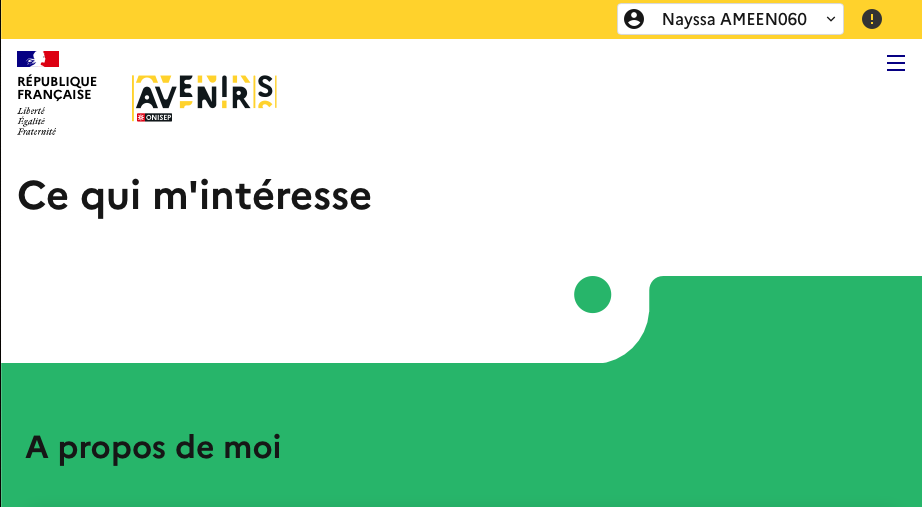 Nayssa AMEEN060
RÉPUBLIQUE
FRANÇAISE
Liberté
Égalité
Fraternité
AVENIRS
ONISEP
Ce qui m'intéresse
A propos de moi